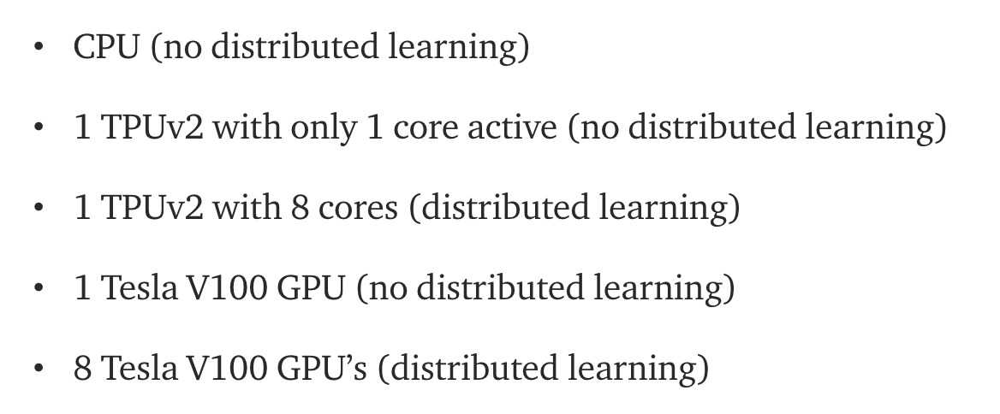 • CPU (no distributed learning)
• 1 TPUv2 with only 1 core active (no distributed learning)
• 1 TPUv2 with 8 cores (distributed learning)
• 1 Tesla V100 GPU (no distributed learning)
• 8 Tesla V100 GPU’s (distributed learning)